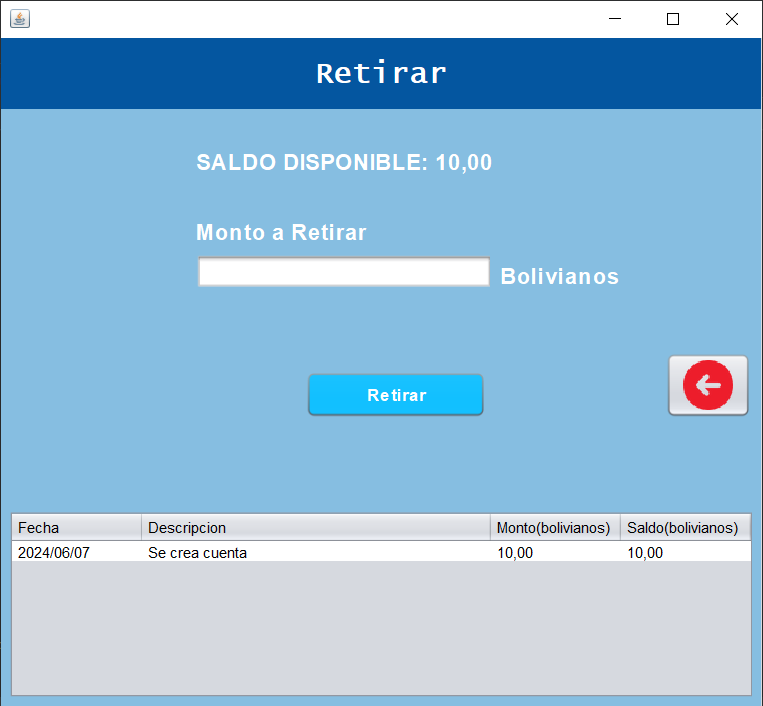 Retirar
SALDO DISPONIBLE: 10,00
Monto a Retirar
Bolivianos
Retirar
Fecha Descripcion Monto(bolivianos) Saldo(bolivianos)
2024/06/07 Se crea cuenta 10,00 10,00